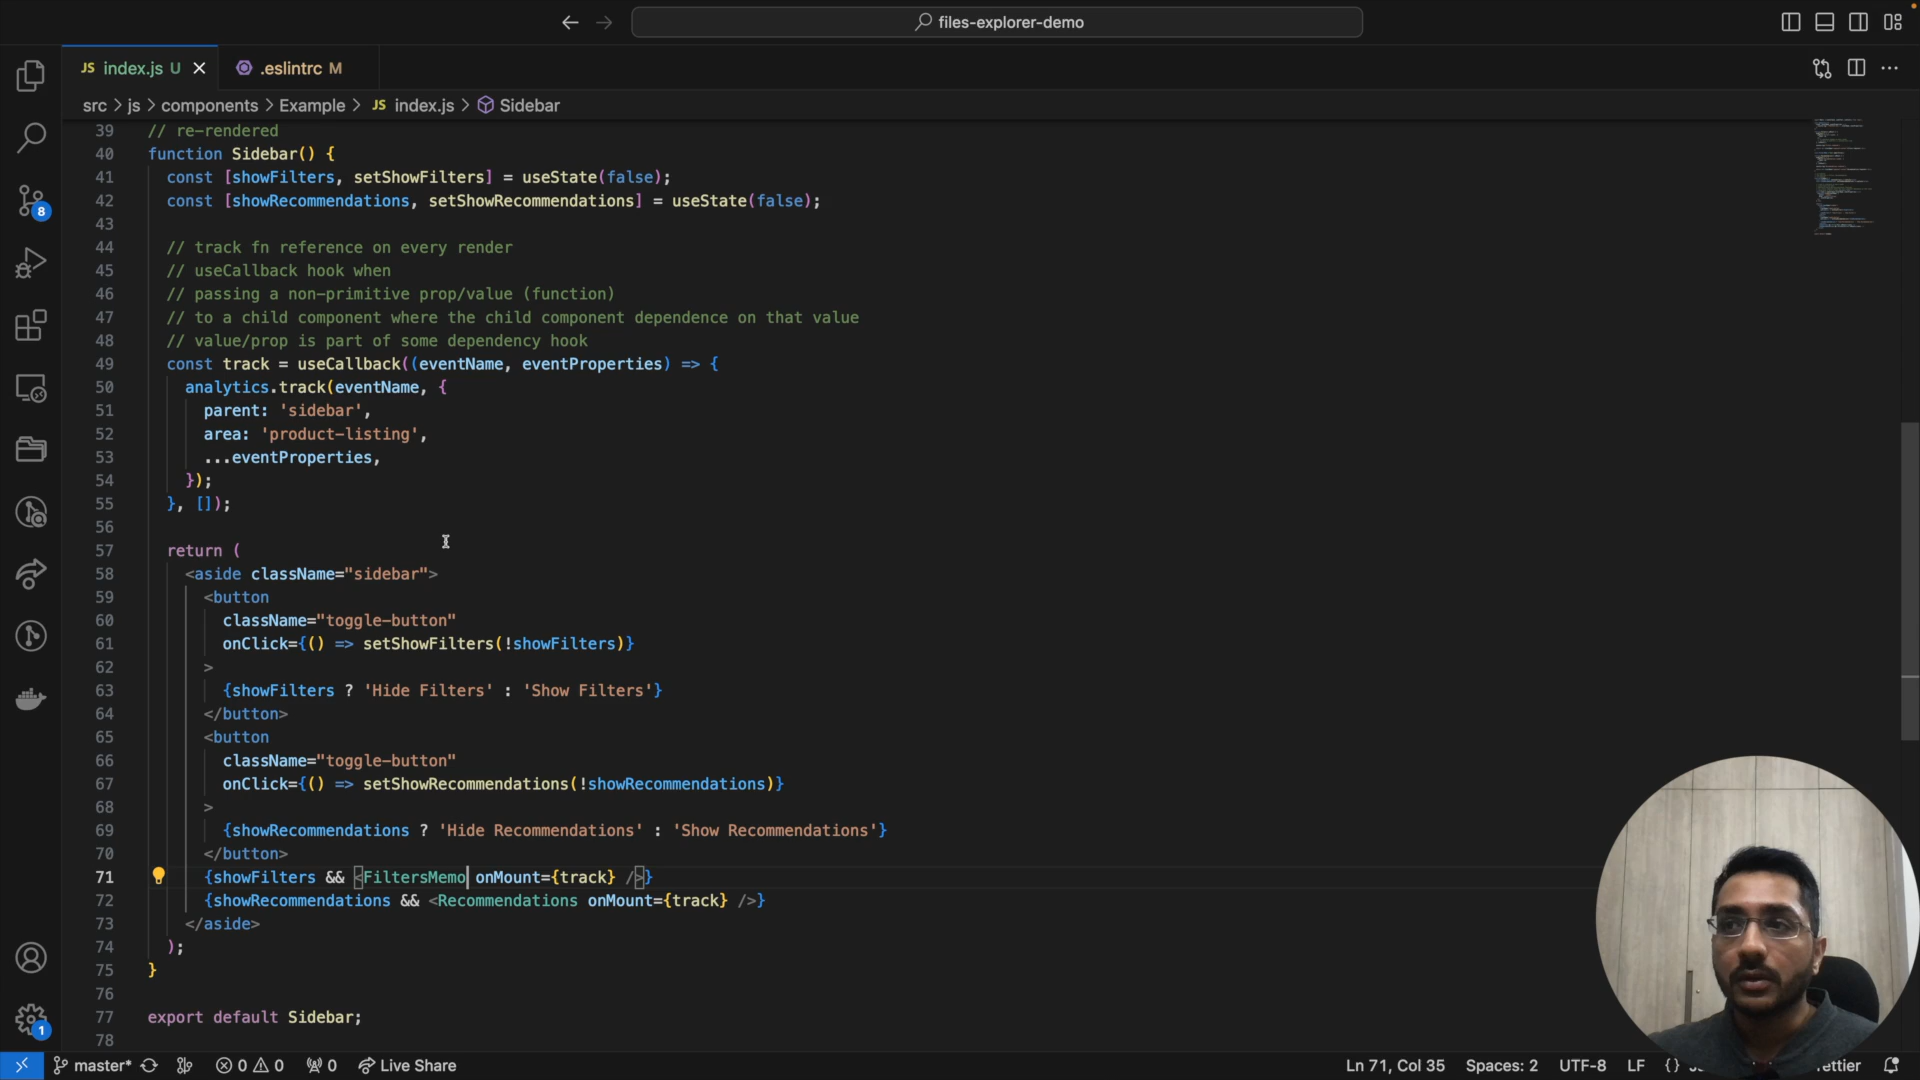 files-explorer-demo
JS index.js U
.eslintrc M
src > js > components > Example > JS index.js > Sidebar
39 // re-rendered
40 function Sidebar() {
41 const [showFilters, setShowFilters] = useState(false);
42 const [showRecommendations, setShowRecommendations] = useState(false);
43
44 // track fn reference on every render
45 // useCallback hook when
46 // passing a non-primitive prop/value (function)
47 // to a child component where the child component dependence on that value
48 // value/prop is part of some dependency hook
49 const track = useCallback((eventName, eventProperties) => {
50 analytics.track(eventName, {
51 parent: 'sidebar',
52 area: 'product-listing',
53 ...eventProperties,
54 });
55 }, []);
56
57 return (
58 <aside className="sidebar">
59 <button
60 className="toggle-button"
61 onClick={() => setShowFilters(!showFilters)}
62 >
63 {showFilters ? 'Hide Filters' : 'Show Filters'}
64 </button>
65 <button
66 className="toggle-button"
67 onClick={() => setShowRecommendations(!showRecommendations)}
68 >
69 {showRecommendations ? 'Hide Recommendations' : 'Show Recommendations'}
70 </button>
71 {showFilters && <FiltersMemo onMount={track} />}
72 {showRecommendations && <Recommendations onMount={track} />}
73 </aside>
74 );
75 }
76
77 export default Sidebar;
78
8
1
master* 0 0 0 Live Share
Ln 71, Col 35 Spaces: 2 UTF-8 LF {}